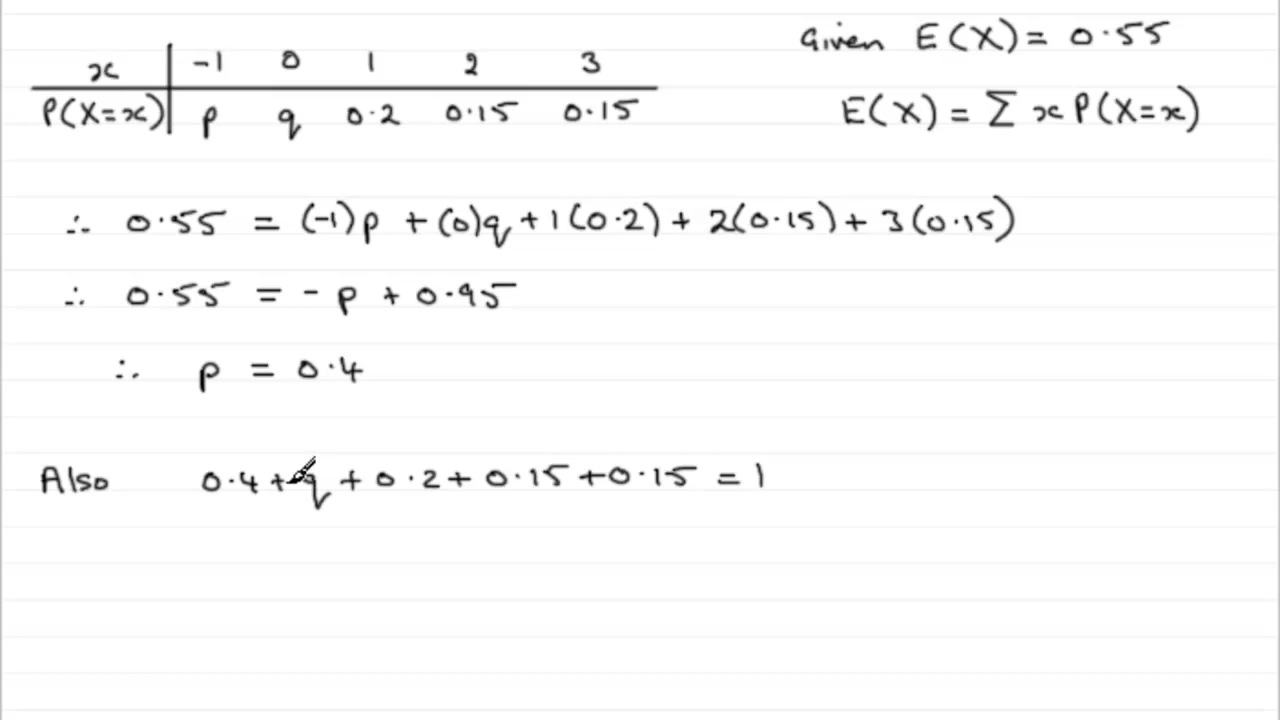 x -1 0 1 2 3
P(X=x) p q 0.2 0.15 0.15
Given E(X) = 0.55
E(X) = Σ x P(X=x)
∴ 0.55 = (-1)p + (0)q + 1(0.2) + 2(0.15) + 3(0.15)
∴ 0.55 = - p + 0.95
∴ p = 0.4
Also 0.4 + q + 0.2 + 0.15 + 0.15 = 1